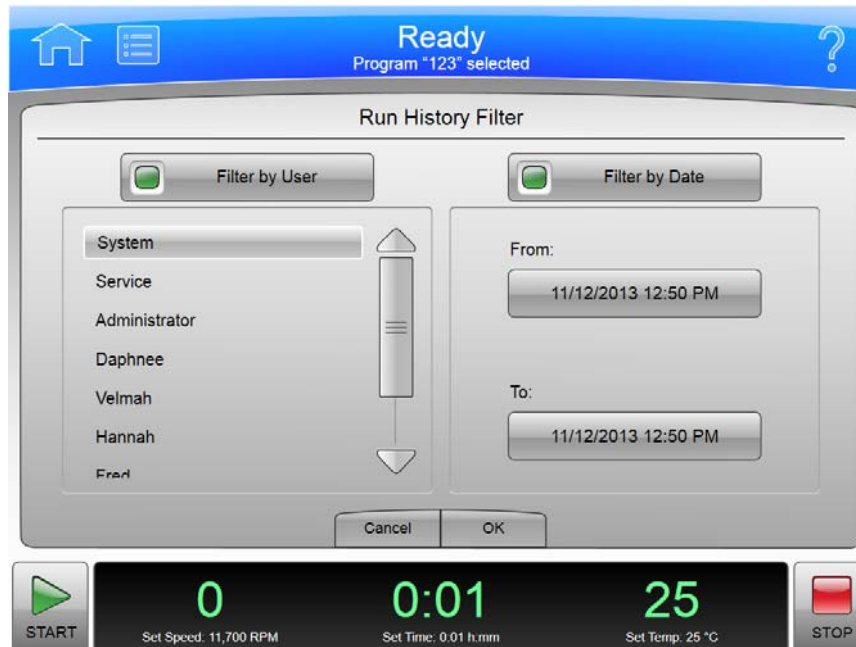 Ready
Program "123" selected
?
Run History Filter
Filter by User
Filter by Date
System
Service
Administrator
Daphnee
Velmah
Hannah
Fred
From:
11/12/2013 12:50 PM
To:
11/12/2013 12:50 PM
Cancel
OK
START
0
Set Speed: 11,700 RPM
0:01
Set Time: 0:01 h:mm
25
Set Temp: 25 °C
STOP